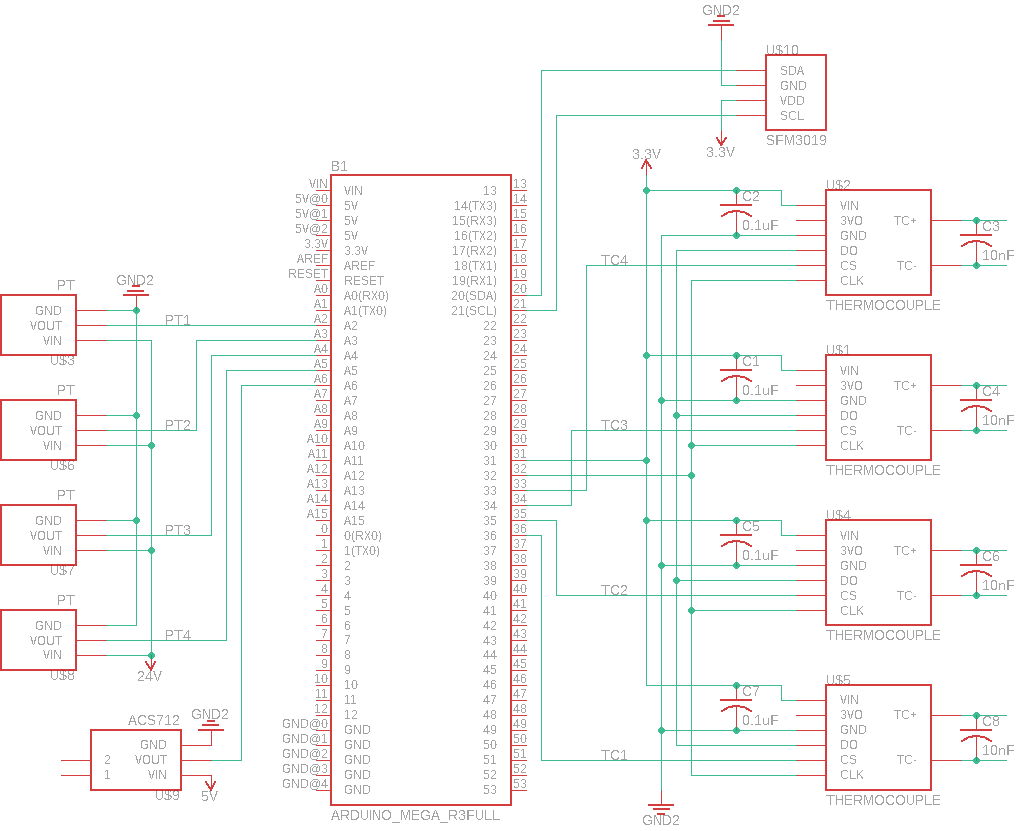 GND2
U$10
SDA
GND
VDD
SCL
SFM3019
3.3V
3.3V
B1
VIN VIN 13 13
5V@0 5V 14(TX3) 14
5V@1 5V 15(RX3) 15
5V@2 5V 16(TX2) 16
3.3V 3.3V 17(RX2) 17
AREF AREF 18(TX1) 18
RESET RESET 19(RX1) 19
A0 A0(RX0) 20(SDA) 20
A1 A1(TX0) 21(SCL) 21
A2 A2 22 22
A3 A3 23 23
A4 A4 24 24
A5 A5 25 25
A6 A6 26 26
A7 A7 27 27
A8 A8 28 28
A9 A9 29 29
A10 A10 30 30
A11 A11 31 31
A12 A12 32 32
A13 A13 33 33
A14 A14 34 34
A15 A15 35 35
0 0(RX0) 36 36
1 1(TX0) 37 37
2 2 38 38
3 3 39 39
4 4 40 40
5 5 41 41
6 6 42 42
7 7 43 43
8 8 44 44
9 9 45 45
10 10 46 46
11 11 47 47
12 12 48 48
GND@0 GND 49 49
GND@1 GND 50 50
GND@2 GND 51 51
GND@3 GND 52 52
GND@4 GND 53 53
ARDUINO_MEGA_R3FULL
GND2
PT
GND
VOUT
VIN
U$3
PT1
PT
GND
VOUT
VIN
U$6
PT2
PT
GND
VOUT
VIN
U$7
PT3
PT
GND
VOUT
VIN
U$8
PT4
24V
ACS712
GND2
GND
2 VOUT
1 VIN
U$9
5V
U$2
C2
0.1uF
VIN
3VO TC+
GND
DO
CS TC-
CLK
THERMOCOUPLE
C3
10nF
TC4
U$1
C1
0.1uF
VIN
3VO TC+
GND
DO
CS TC-
CLK
THERMOCOUPLE
C4
10nF
TC3
U$4
C5
0.1uF
VIN
3VO TC+
GND
DO
CS TC-
CLK
THERMOCOUPLE
C6
10nF
TC2
U$5
C7
0.1uF
VIN
3VO TC+
GND
DO
CS TC-
CLK
THERMOCOUPLE
C8
10nF
TC1
GND2